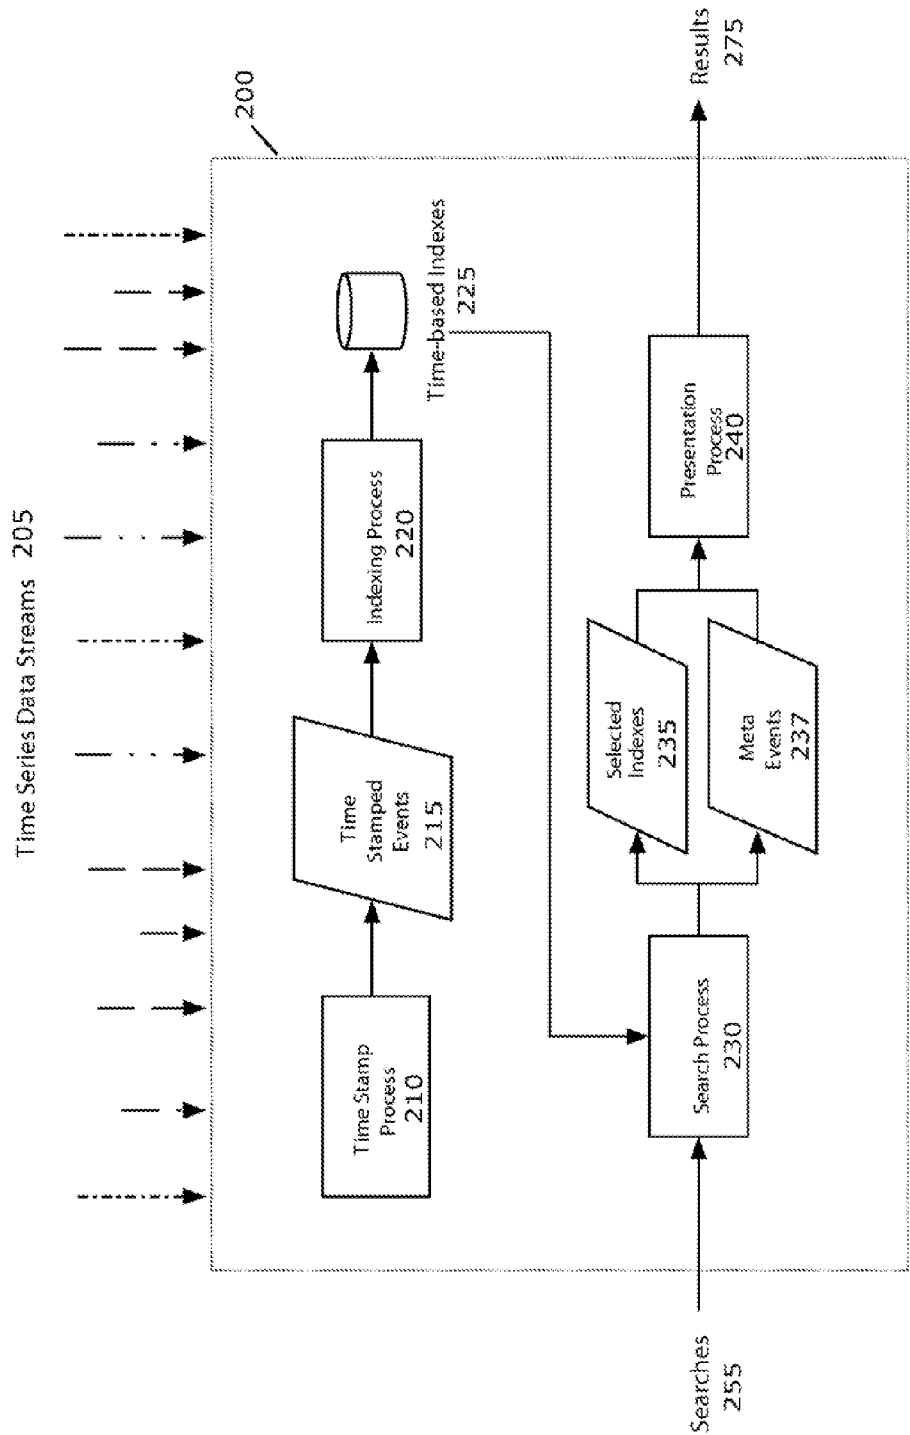 Time Series Data Streams 205
200
Time Stamp
Process
210
Time
Stamped
Events
215
Indexing Process
220
Time-based Indexes
225
Searches
255
Search Process
230
Selected
Indexes
235
Meta
Events
237
Presentation
Process
240
Results
275